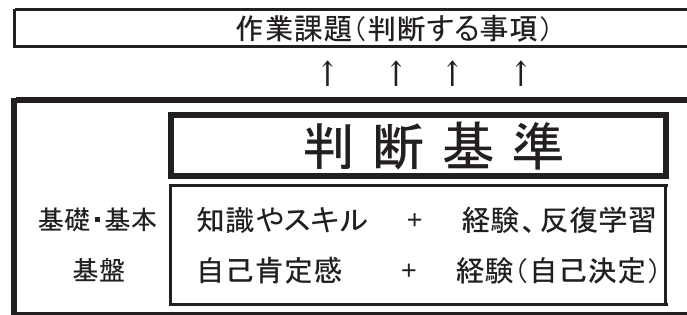 作業課題（判断する事項）
↑ ↑ ↑ ↑
判断基準
基礎・基本 知識やスキル + 経験、反復学習
基盤 自己肯定感 + 経験（自己決定）